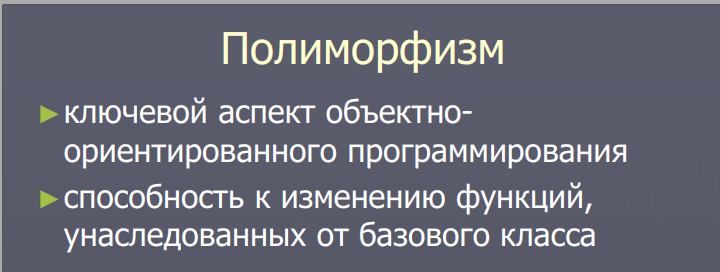 Полиморфизм
ключевой аспект объектно-
ориентированного программирования
способность к изменению функций,
унаследованных от базового класса